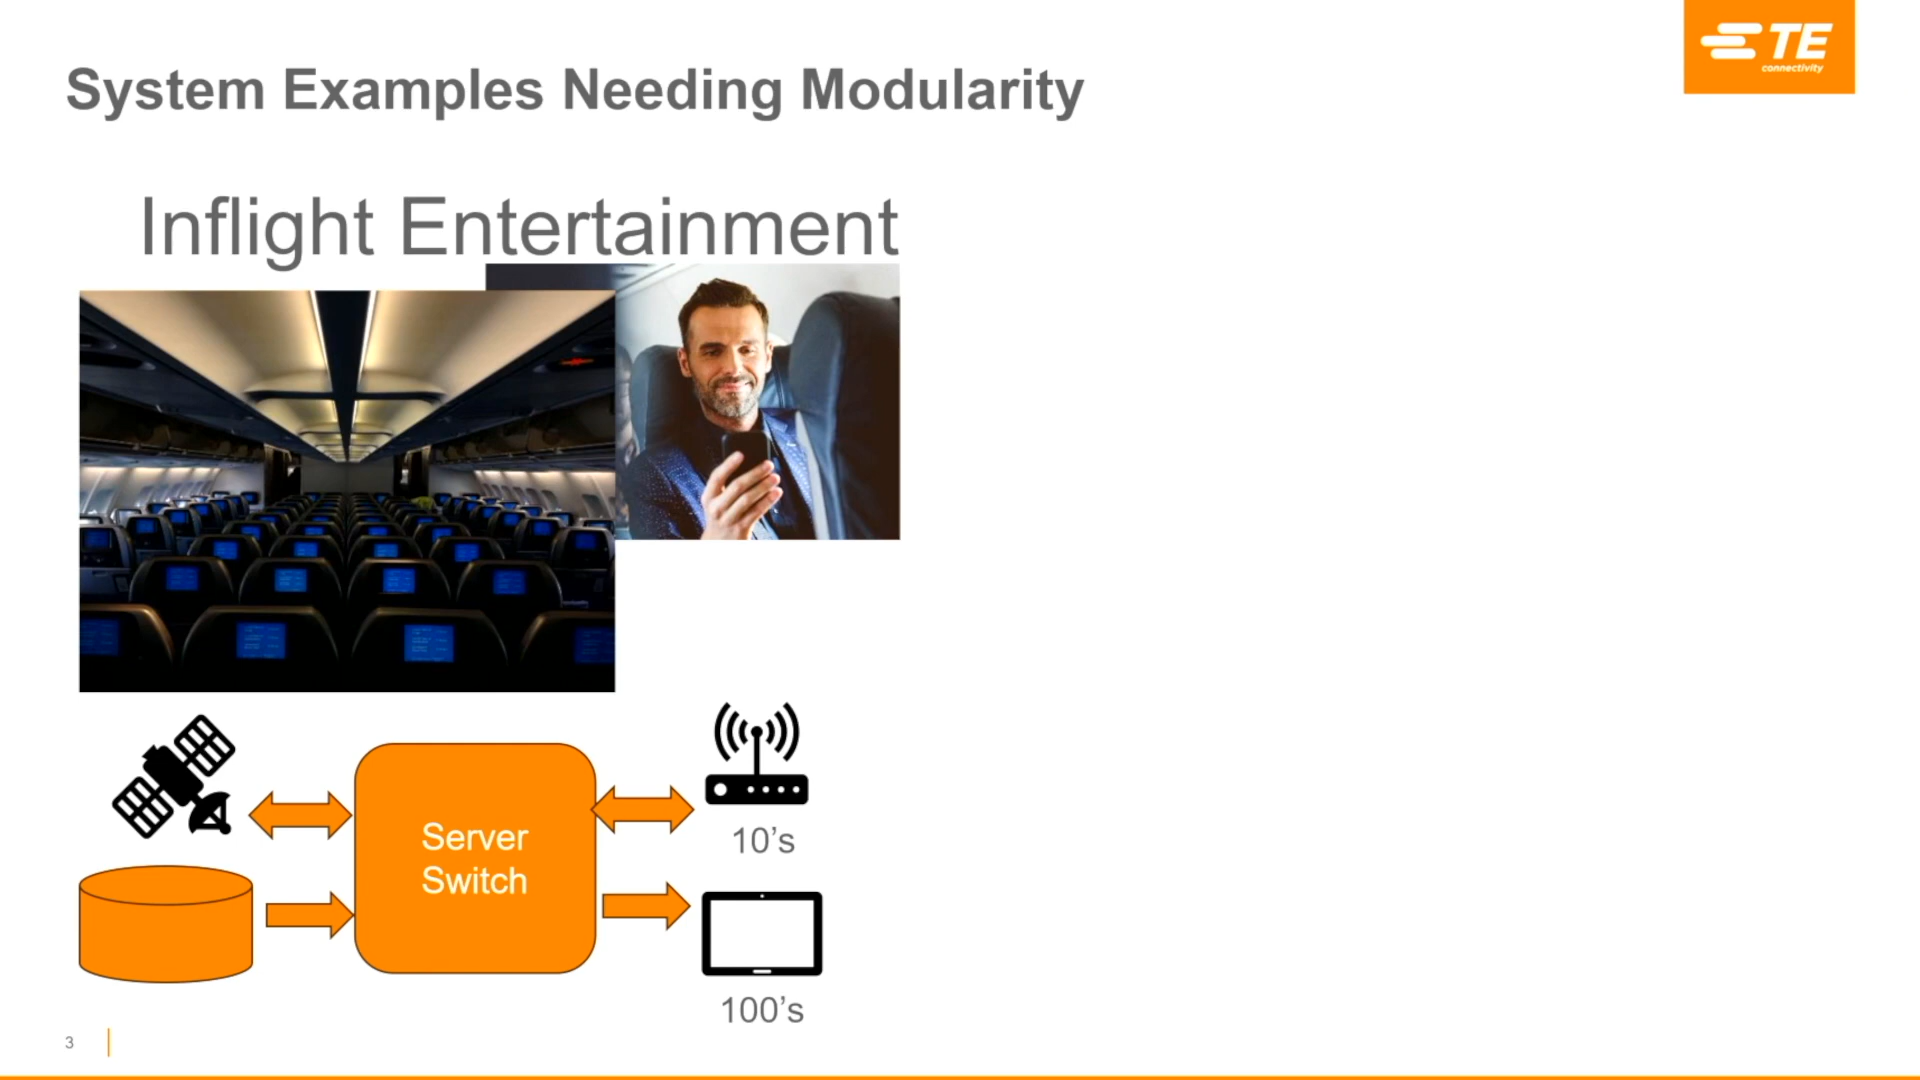 TE
connectivity
System Examples Needing Modularity
Inflight Entertainment
Server
Switch
10’s
100’s
3